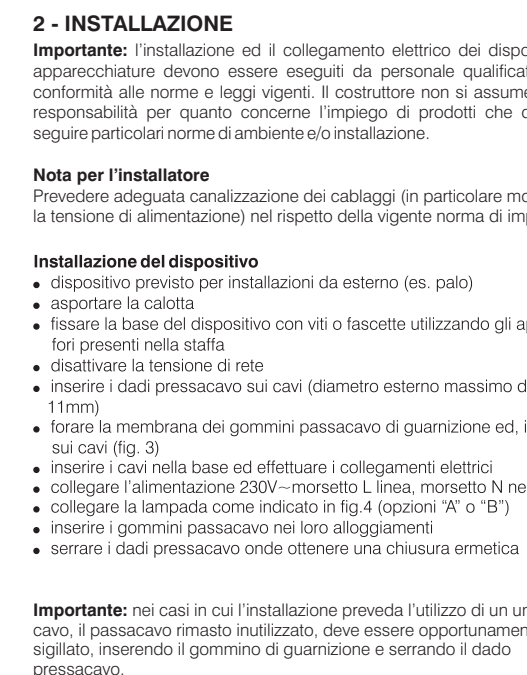 2 - INSTALLAZIONE
Importante: l'installazione ed il collegamento elettrico dei
apparecchiature devono essere eseguiti da personale
conformità alle norme e leggi vigenti. Il costruttore non si
responsabilità per quanto concerne l'impiego di prodotti che
seguire particolari norme di ambiente e/o installazione.
Nota per l'installatore
Prevedere adeguata canalizzazione dei cablaggi (in particolare
la tensione di alimentazione) nel rispetto della vigente norma di
Installazione del dispositivo
● dispositivo previsto per installazioni da esterno (es. palo)
● asportare la calotta
● fissare la base del dispositivo con viti o fascette utilizzando gli
fori presenti nella staffa
● disattivare la tensione di rete
● inserire i dadi pressacavo sui cavi (diametro esterno massimo
11mm)
● forare la membrana dei gommini passacavo di guarnizione ed,
sui cavi (fig. 3)
● inserire i cavi nella base ed effettuare i collegamenti elettrici
● collegare l'alimentazione 230V~morsetto L linea, morsetto N
● collegare la lampada come indicato in fig.4 (opzioni “A” o “B”)
● inserire i gommini passacavo nei loro alloggiamenti
● serrare i dadi pressacavo onde ottenere una chiusura ermetica
Importante: nei casi in cui l'installazione preveda l'utilizzo di un
cavo, il passacavo rimasto inutilizzato, deve essere
sigillato, inserendo il gommino di guarnizione e serrando il dado
pressacavo.